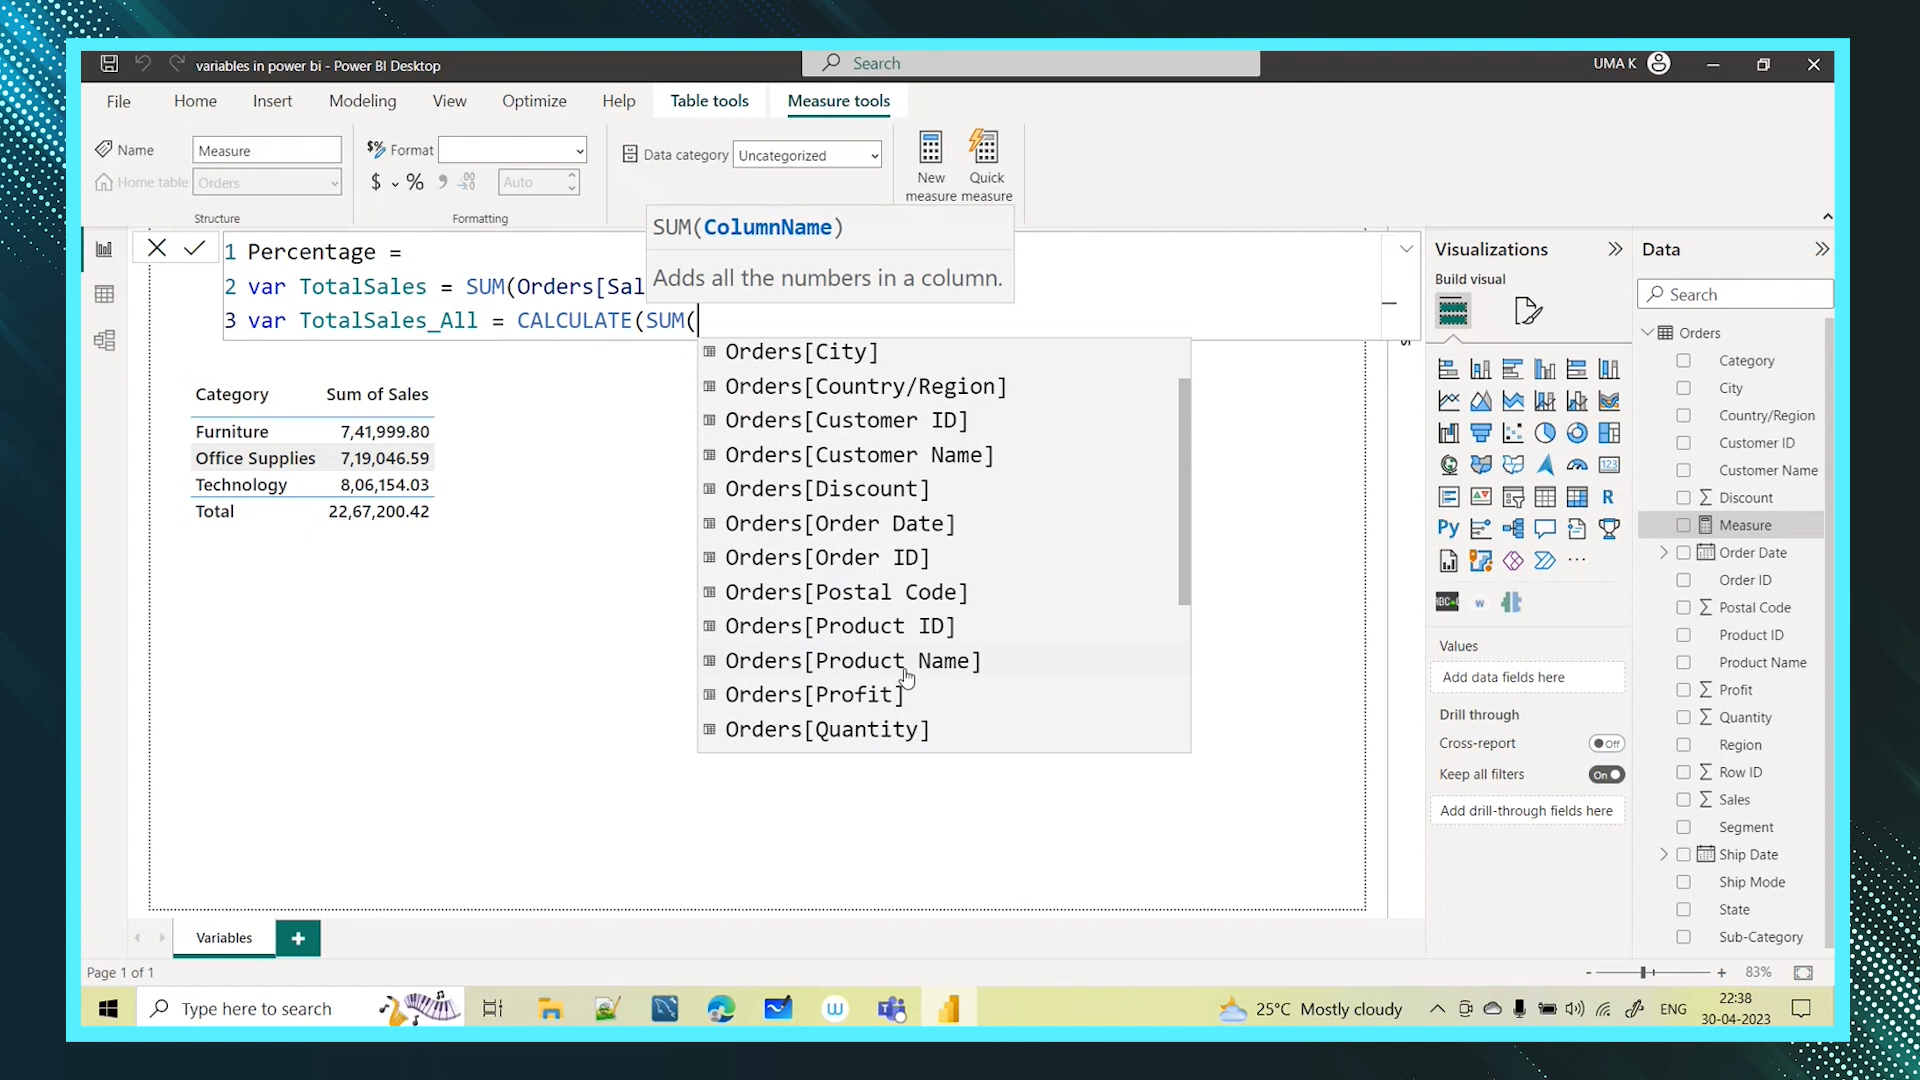 variables in power bi - Power BI Desktop
Search
UMA K
File
Home
Insert
Modeling
View
Optimize
Help
Table tools
Measure tools
Name
Measure
Home table
Orders
Structure
$% Format
$ % 9 .00
Auto
Formatting
Data category
Uncategorized
New measure
Quick measure
SUM(ColumnName)
Adds all the numbers in a column.
1 Percentage =
2 var TotalSales = SUM(Orders[Sal
3 var TotalSales_All = CALCULATE(SUM(
Orders[City]
Orders[Country/Region]
Orders[Customer ID]
Orders[Customer Name]
Orders[Discount]
Orders[Order Date]
Orders[Order ID]
Orders[Postal Code]
Orders[Product ID]
Orders[Product Name]
Orders[Profit]
Orders[Quantity]
Category Sum of Sales
Furniture 7,41,999.80
Office Supplies 7,19,046.59
Technology 8,06,154.03
Total 22,67,200.42
Visualizations
Build visual
123
R
Py
Values
Add data fields here
Drill through
Cross-report
Off
Keep all filters
On
Add drill-through fields here
Data
Search
Orders
Category
City
Country/Region
Customer ID
Customer Name
Discount
Measure
Order Date
Order ID
Postal Code
Product ID
Product Name
Profit
Quantity
Region
Row ID
Sales
Segment
Ship Date
Ship Mode
State
Sub-Category
Variables
Page 1 of 1
83%
Type here to search
25°C Mostly cloudy
ENG
22:38
30-04-2023